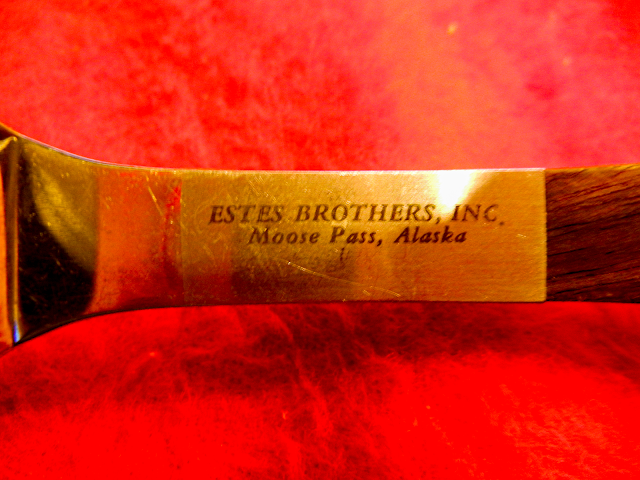 ESTES BROTHERS, INC.
Moose Pass, Alaska